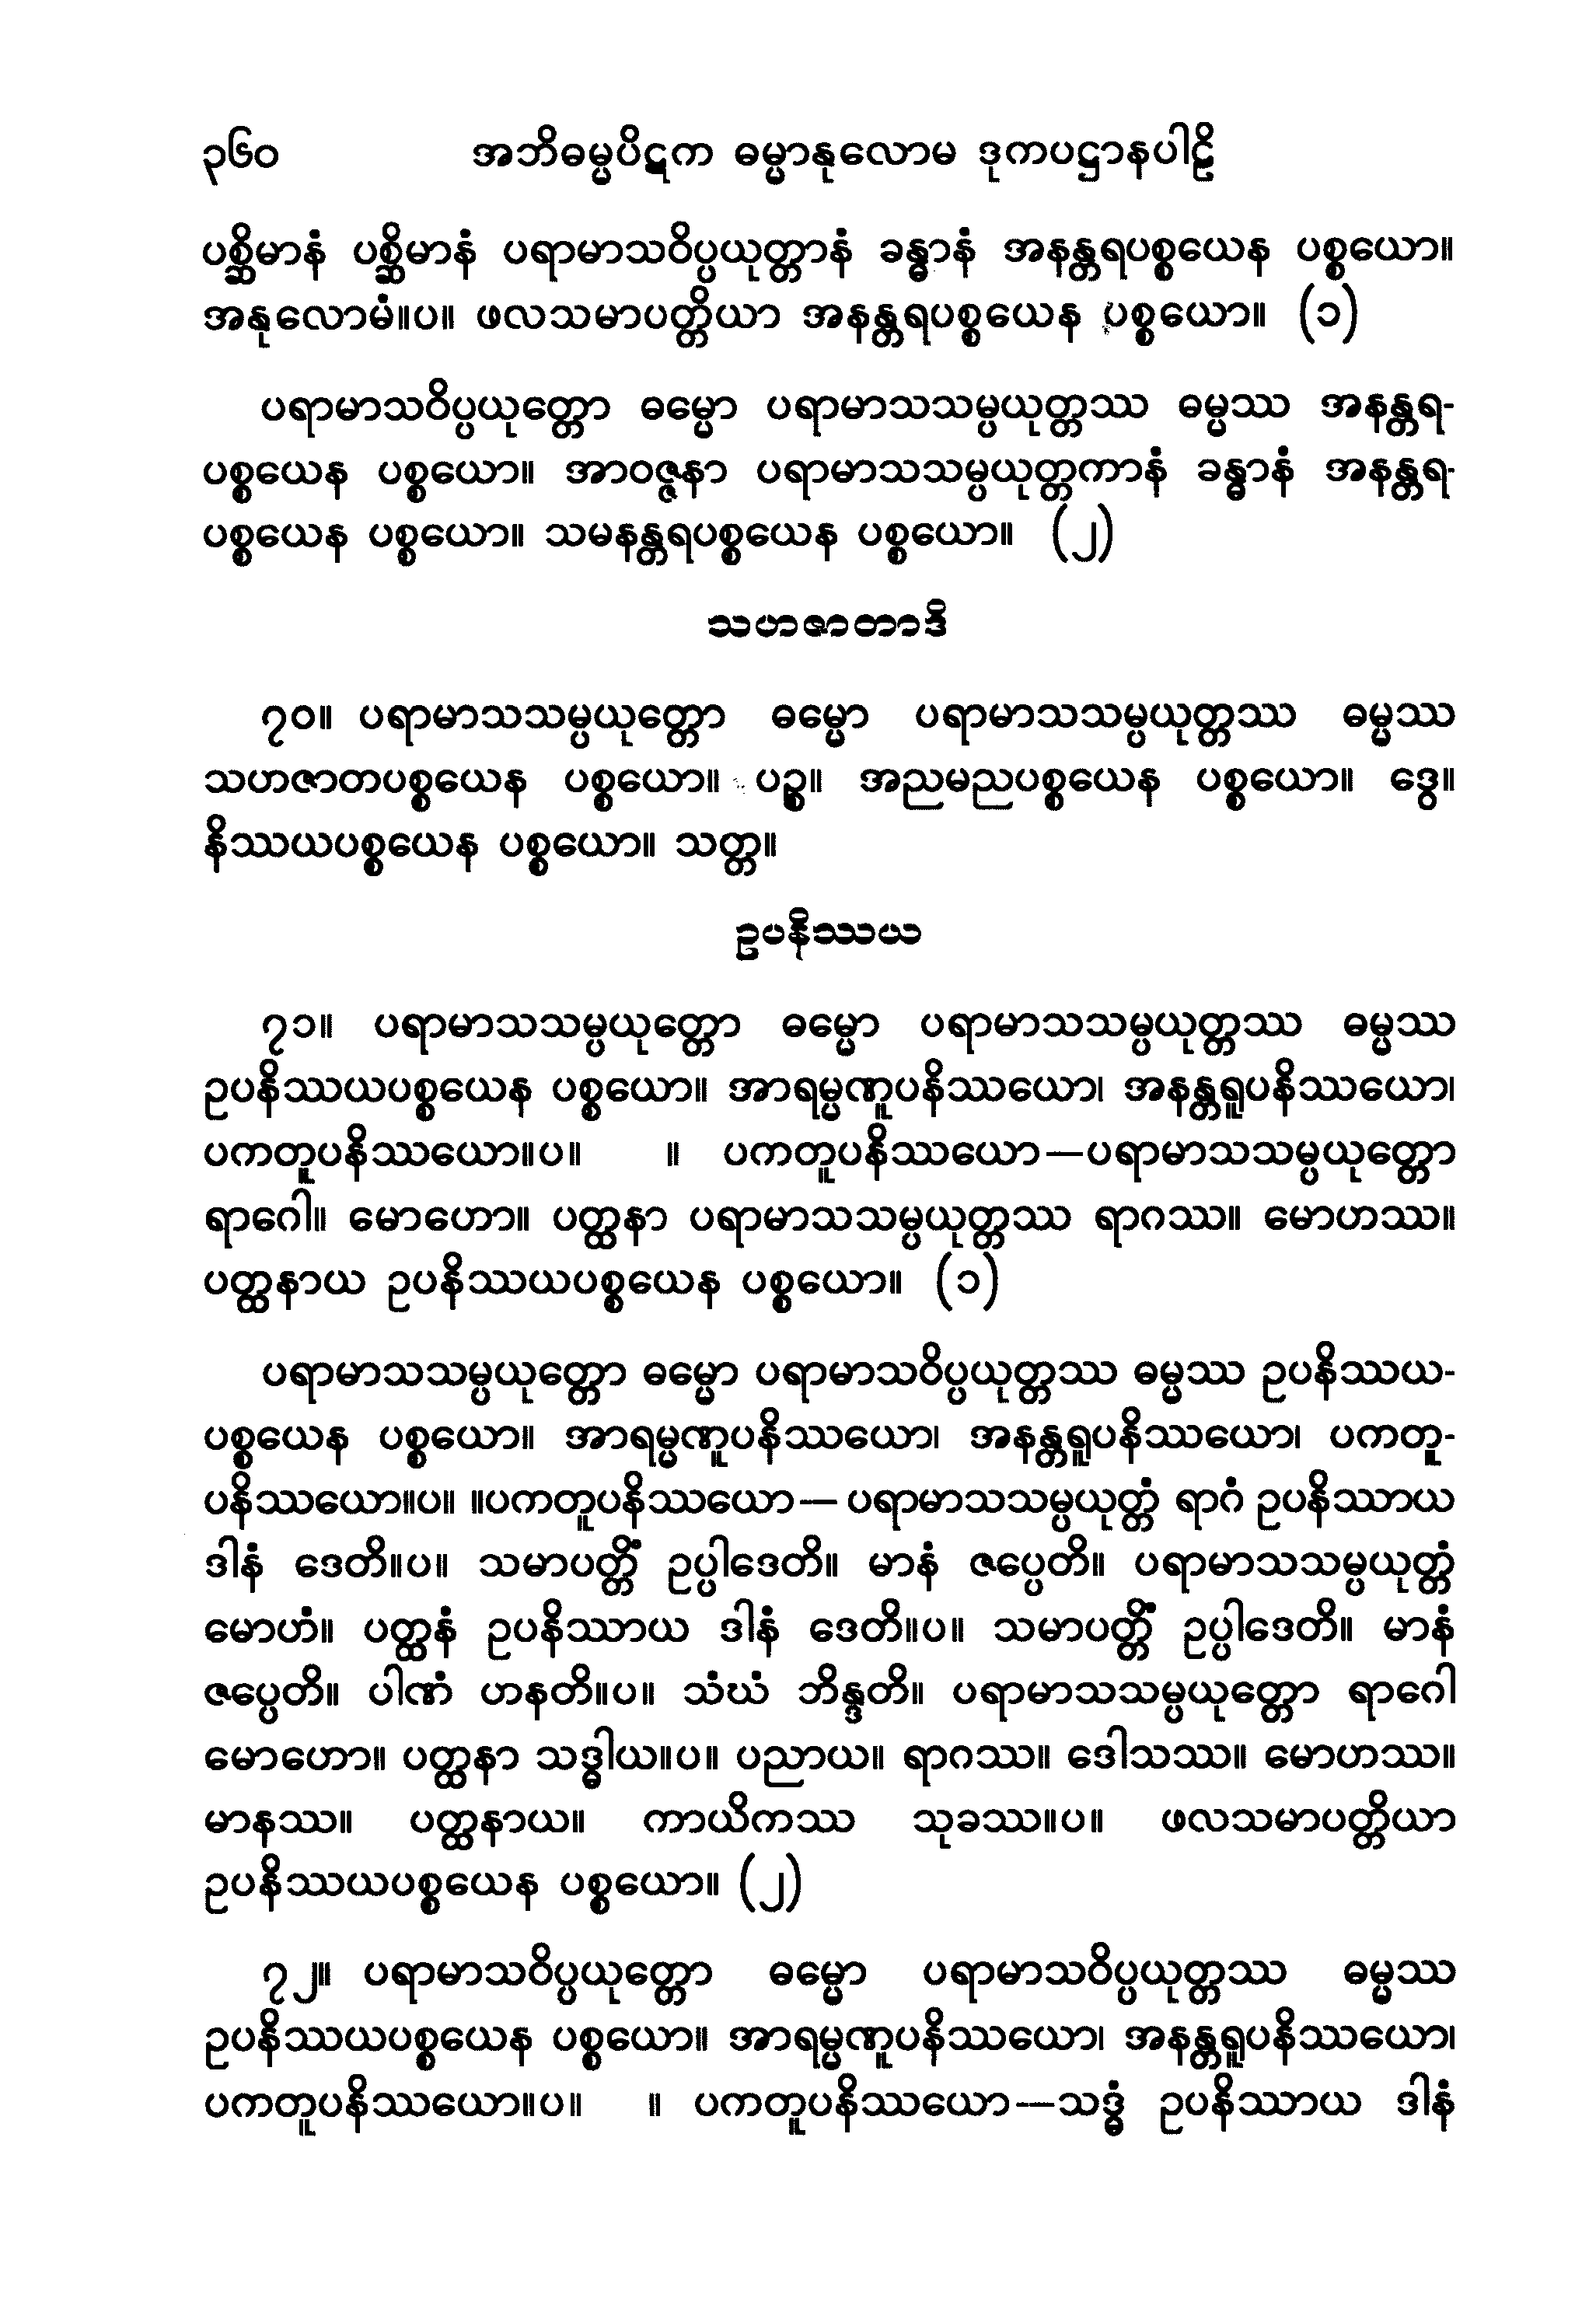 ၃၆၀ အဘိဓမ္မပိဋက ဓမ္မာနုလောမ ဒုကပဋ္ဌာနပါဠိ
ပစ္ဆိမာနံ ပစ္ဆိမာနံ ပရာမာသဝိပ္ပယုတ္တာနံ ခန္ဓာနံ အနန္တရပစ္စယေန ပစ္စယော။
အနုလောမံ။ပ။ ဖလသမာပတ္တိယာ အနန္တရပစ္စယေန ပစ္စယော။ (၁)
ပရာမာသဝိပ္ပယုတ္တော ဓမ္မော ပရာမာသသမ္ပယုတ္တဿ ဓမ္မဿ အနန္တရ-
ပစ္စယေန ပစ္စယော။ အာဝဇ္ဇနာ ပရာမာသသမ္ပယုတ္တကာနံ ခန္ဓာနံ အနန္တရ-
ပစ္စယေန ပစ္စယော။ သမနန္တရပစ္စယေန ပစ္စယော။ (၂)
သဟဇာတာဒိ
၇၀။ ပရာမာသသမ္ပယုတ္တော ဓမ္မော ပရာမာသသမ္ပယုတ္တဿ ဓမ္မဿ
သဟဇာတပစ္စယေန ပစ္စယော။ ပဉ္စ။ အညမညပစ္စယေန ပစ္စယော။ ဒွေ။
နိဿယပစ္စယေန ပစ္စယော။ သတ္တ။
ဥပနိဿယ
၇၁။ ပရာမာသသမ္ပယုတ္တော ဓမ္မော ပရာမာသသမ္ပယုတ္တဿ ဓမ္မဿ
ဥပနိဿယပစ္စယေန ပစ္စယော။ အာရမ္မဏူပနိဿယော၊ အနန္တရူပနိဿယော၊
ပကတူပနိဿယော။ပ။ ။ ပကတူပနိဿယော—ပရာမာသသမ္ပယုတ္တော
ရာဂေါ။ မောဟော။ ပတ္ထနာ ပရာမာသသမ္ပယုတ္တဿ ရာဂဿ။ မောဟဿ။
ပတ္ထနာယ ဥပနိဿယပစ္စယေန ပစ္စယော။ (၁)
ပရာမာသသမ္ပယုတ္တော ဓမ္မော ပရာမာသဝိပ္ပယုတ္တဿ ဓမ္မဿ ဥပနိဿယ-
ပစ္စယေန ပစ္စယော။ အာရမ္မဏူပနိဿယော၊ အနန္တရူပနိဿယော၊ ပကတူ-
ပနိဿယော။ပ။ ။ပကတူပနိဿယော— ပရာမာသသမ္ပယုတ္တံ ရာဂံ ဥပနိဿာယ
ဒါနံ ဒေတိ။ပ။ သမာပတ္တိံ ဥပ္ပါဒေတိ။ မာနံ ဇပ္ပေတိ။ ပရာမာသသမ္ပယုတ္တံ
မောဟံ။ ပတ္ထနံ ဥပနိဿာယ ဒါနံ ဒေတိ။ပ။ သမာပတ္တိံ ဥပ္ပါဒေတိ။ မာနံ
ဇပ္ပေတိ။ ပါဏံ ဟနတိ။ပ။ သံဃံ ဘိန္ဒတိ။ ပရာမာသသမ္ပယုတ္တော ရာဂေါ
မောဟော။ ပတ္ထနာ သဒ္ဓါယ။ပ။ ပညာယ။ ရာဂဿ။ ဒေါသဿ။ မောဟဿ။
မာနဿ။ ပတ္ထနာယ။ ကာယိကဿ သုခဿ။ပ။ ဖလသမာပတ္တိယာ
ဥပနိဿယပစ္စယေန ပစ္စယော။ (၂)
၇၂။ ပရာမာသဝိပ္ပယုတ္တော ဓမ္မော ပရာမာသဝိပ္ပယုတ္တဿ ဓမ္မဿ
ဥပနိဿယပစ္စယေန ပစ္စယော။ အာရမ္မဏူပနိဿယော၊ အနန္တရူပနိဿယော၊
ပကတူပနိဿယော။ပ။ ။ ပကတူပနိဿယော—သဒ္ဓံ ဥပနိဿာယ ဒါနံ